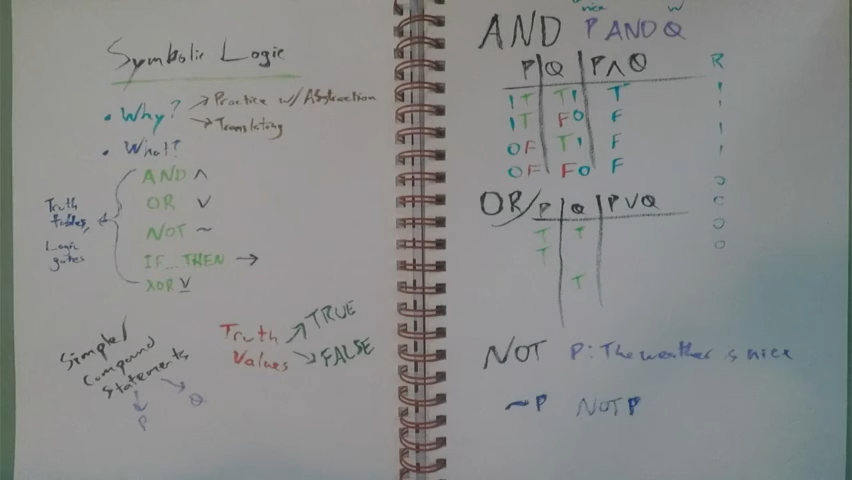 Symbolic Logic
• Why? → Practice w/ Abstraction
→ Translating
• What?
AND ∧
OR ∨
NOT ~
IF_THEN →
XOR ⊻
Truth
tables,
Logic
gates
Simple/
Compound
Statements
P Q
Truth
Values
TRUE
FALSE
nice w
AND P AND Q
P Q P ∧ Q R
1T T1 T 1
1T F0 F 1
0F T1 F 1
0F F0 F 1
0
0
0
0
OR/ P Q P∨Q
T T
T
T
NOT P: The weather is nice
~P NOT P